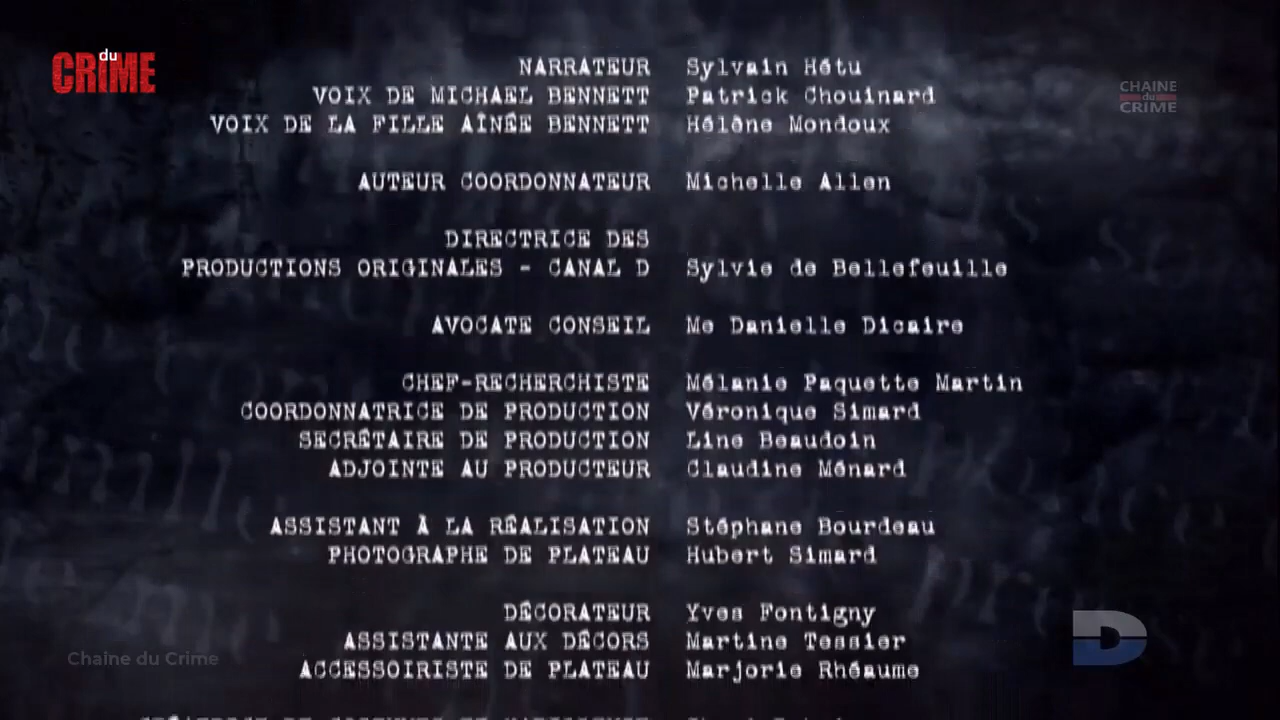 du
CRIME
CHAINE
du
CRIME
NARRATEUR Sylvain Hétu
VOIX DE MICHAEL BENNETT Patrick Chouinard
VOIX DE LA FILLE AÎNÉE BENNETT Hélène Mondoux
AUTEUR COORDONNATEUR Michelle Allen
DIRECTRICE DES
PRODUCTIONS ORIGINALES - CANAL D Sylvie de Bellefeuille
AVOCATE CONSEIL Me Danielle Dicaire
CHEF-RECHERCHISTE Mélanie Paquette Martin
COORDONNATRICE DE PRODUCTION Véronique Simard
SECRÉTAIRE DE PRODUCTION Line Beaudoin
ADJOINTE AU PRODUCTEUR Claudine Ménard
ASSISTANT À LA RÉALISATION Stéphane Bourdeau
PHOTOGRAPHE DE PLATEAU Hubert Simard
DÉCORATEUR Yves Fontigny
ASSISTANTE AUX DÉCORS Martine Tessier
ACCESSOIRISTE DE PLATEAU Marjorie Rhéaume
D
Chaine du Crime